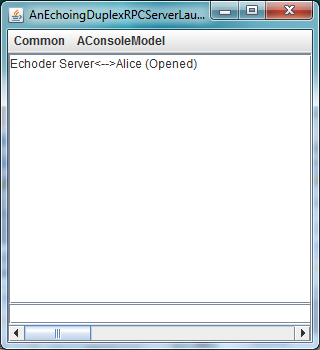 AnEchoingDuplexRPCServerLau...
Common AConsoleModel
Echoder Server<-->Alice (Opened)